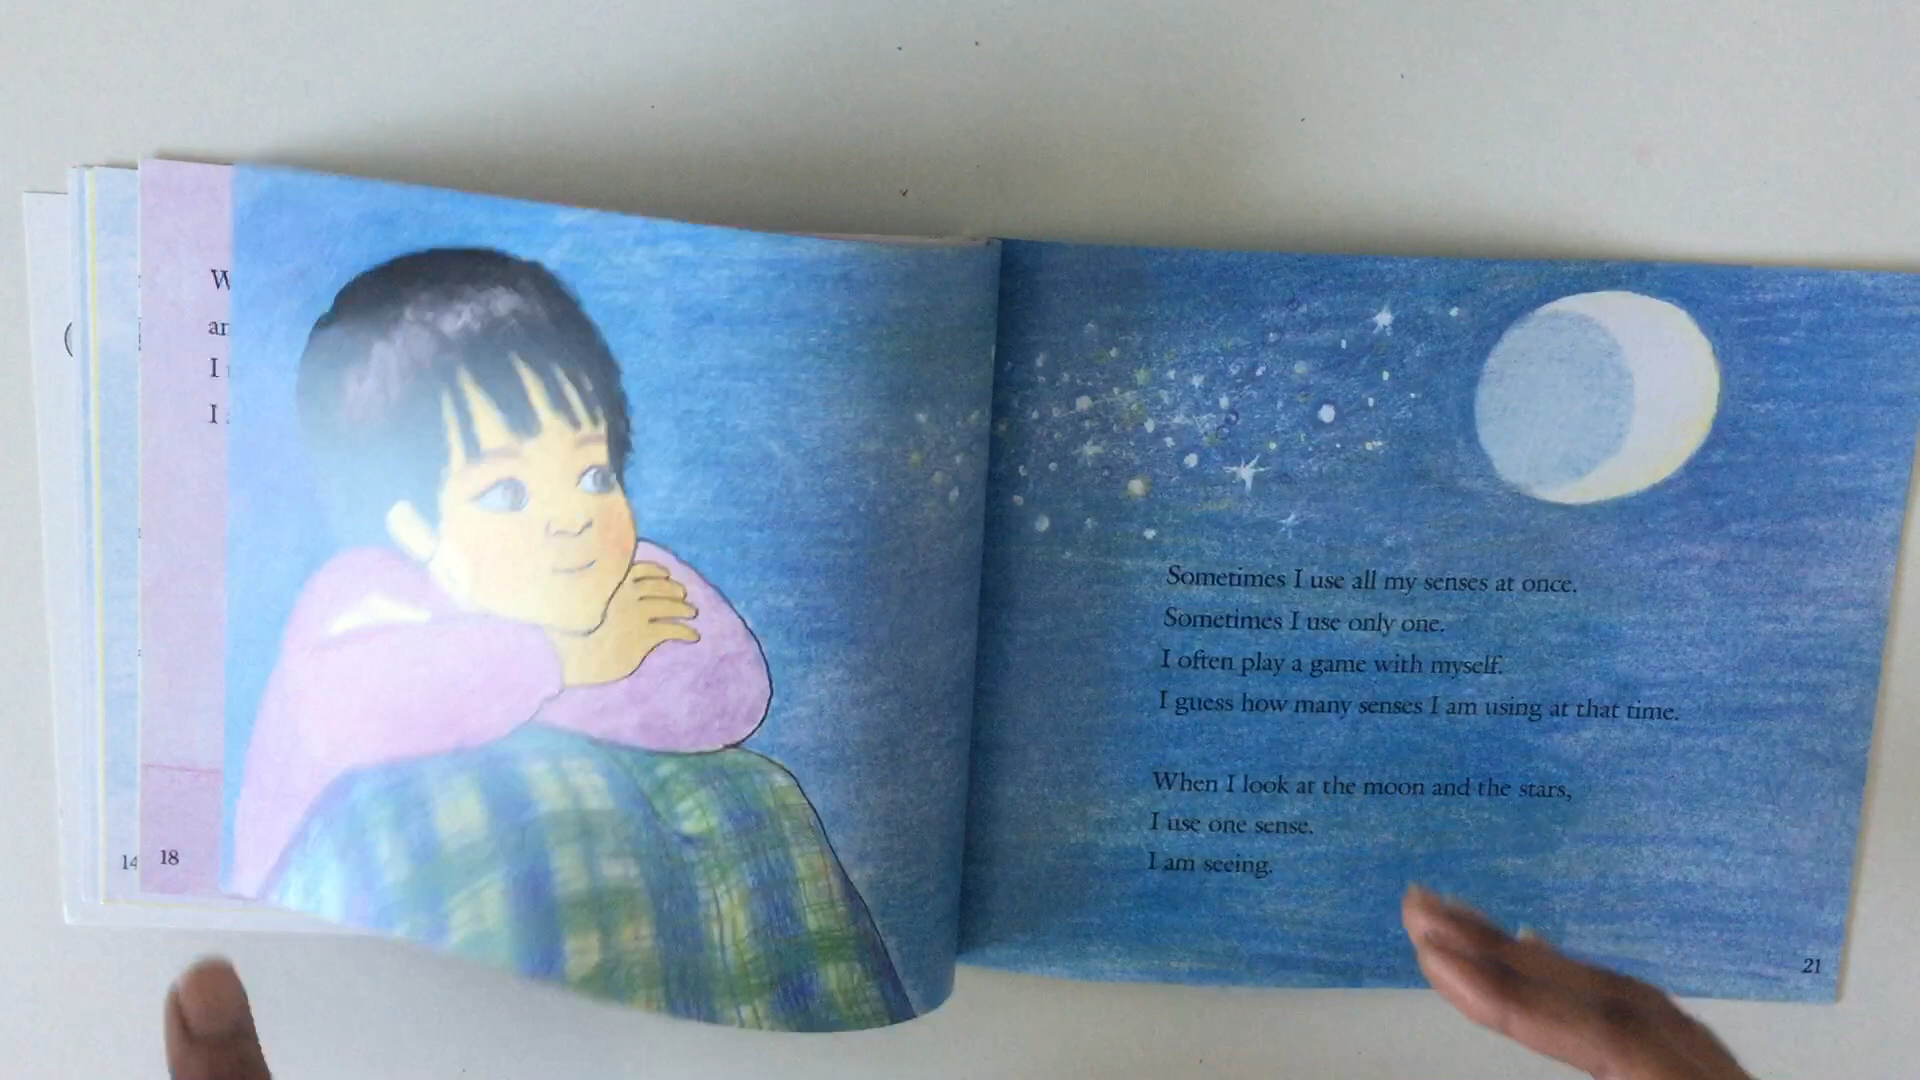 W
an
I
I
14
18
Sometimes I use all my senses at once.
Sometimes I use only one.
I often play a game with myself.
I guess how many senses I am using at that time.
When I look at the moon and the stars,
I use one sense.
I am seeing.
21